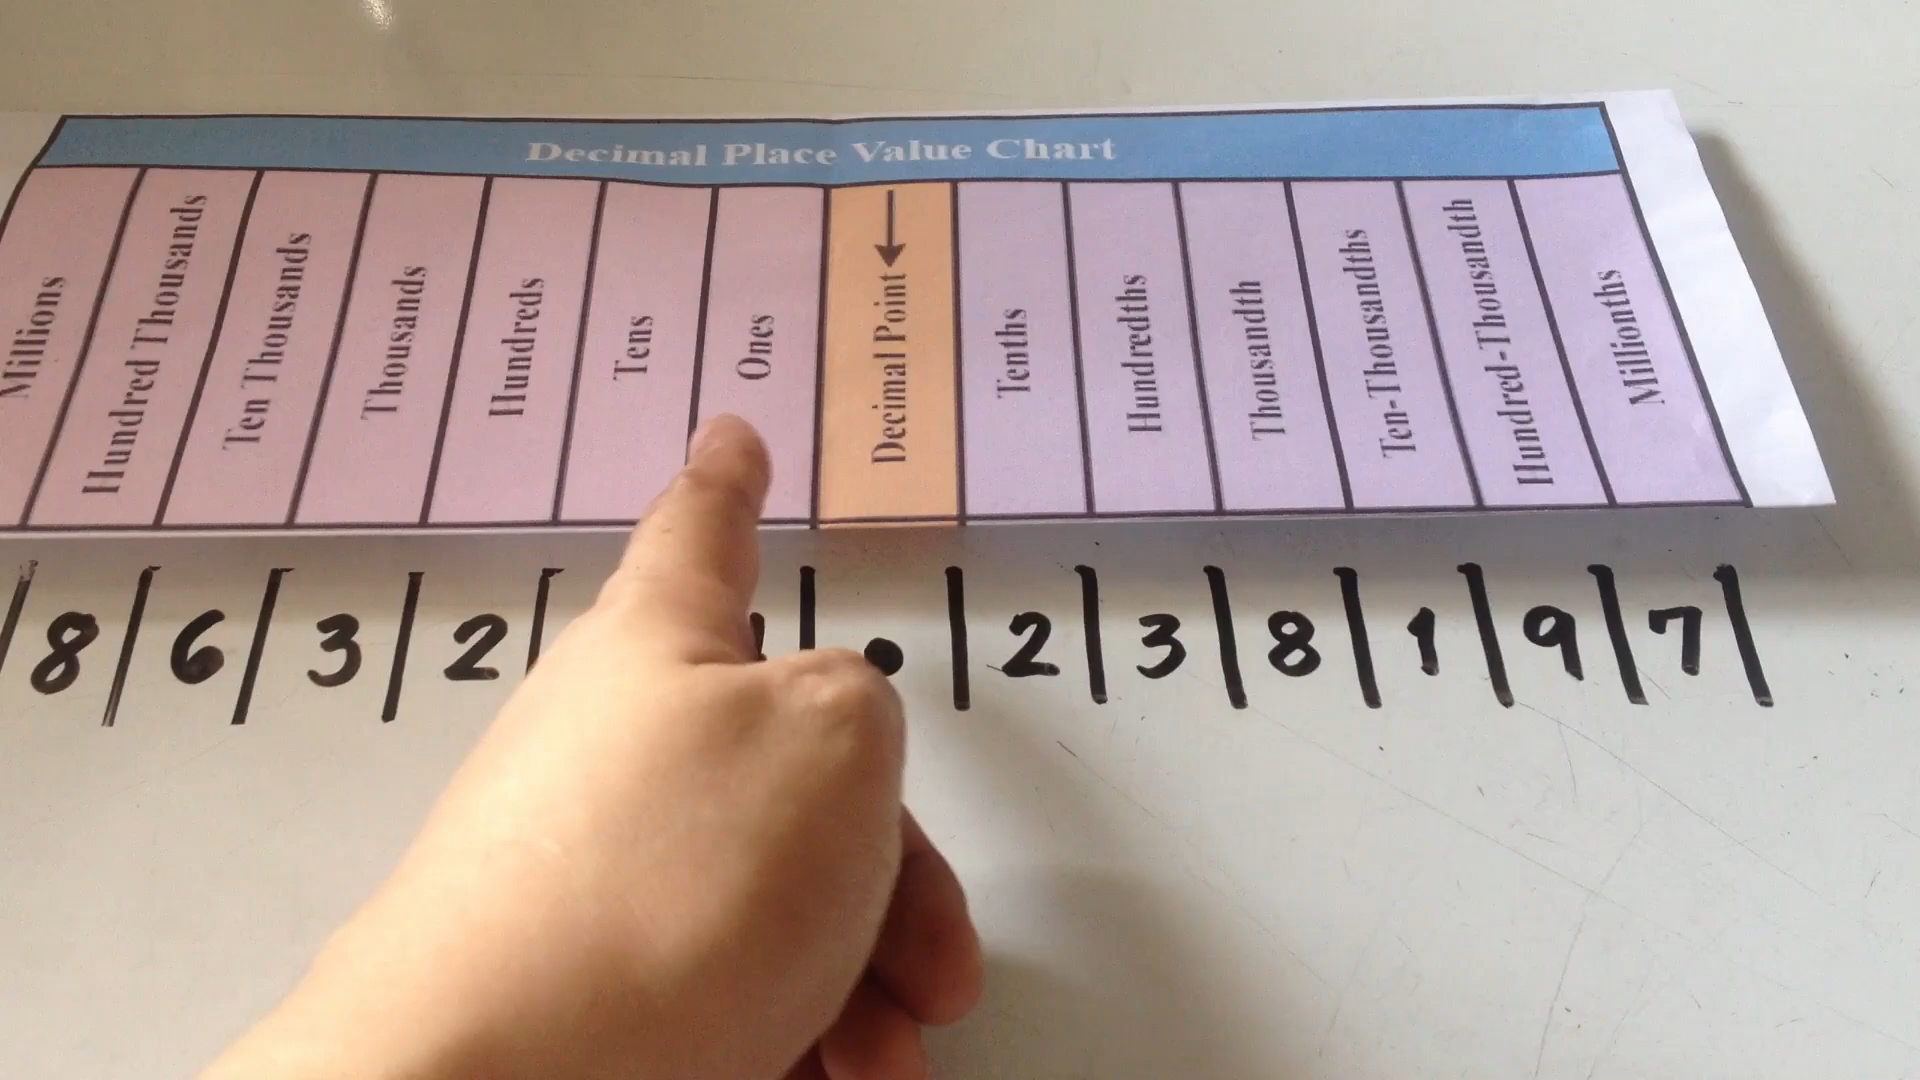 Decimal Place Value Chart
Millions Hundred Thousands Ten Thousands Thousands Hundreds Tens Ones Decimal Point Tenths Hundredths Thousandth Ten-Thousandths Hundred-Thousandth Millionths
8 6 3 2 . 2 3 8 1 9 7